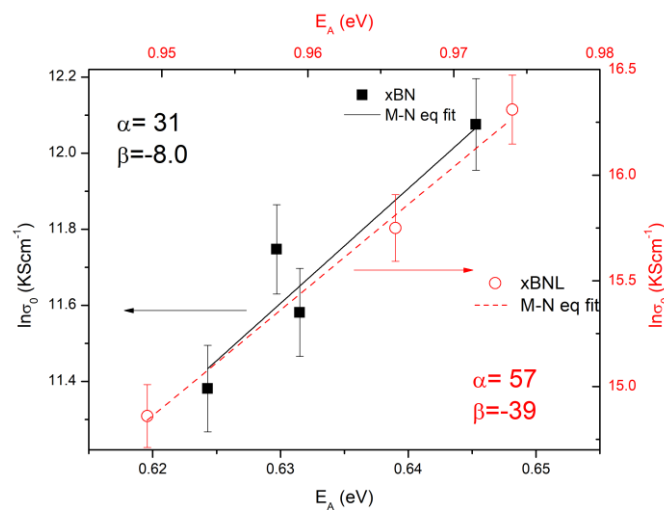 E_A (eV)
0.95 0.96 0.97 0.98
12.2
12.0
11.8
11.6
11.4
16.5
16.0
15.5
15.0
lnσ₀ (KScm⁻¹)
lnσ₀ (KScm⁻¹)
α= 31
β=-8.0
xBN
M-N eq fit
xBNL
M-N eq fit
α= 57
β=-39
0.62 0.63 0.64 0.65
E_A (eV)